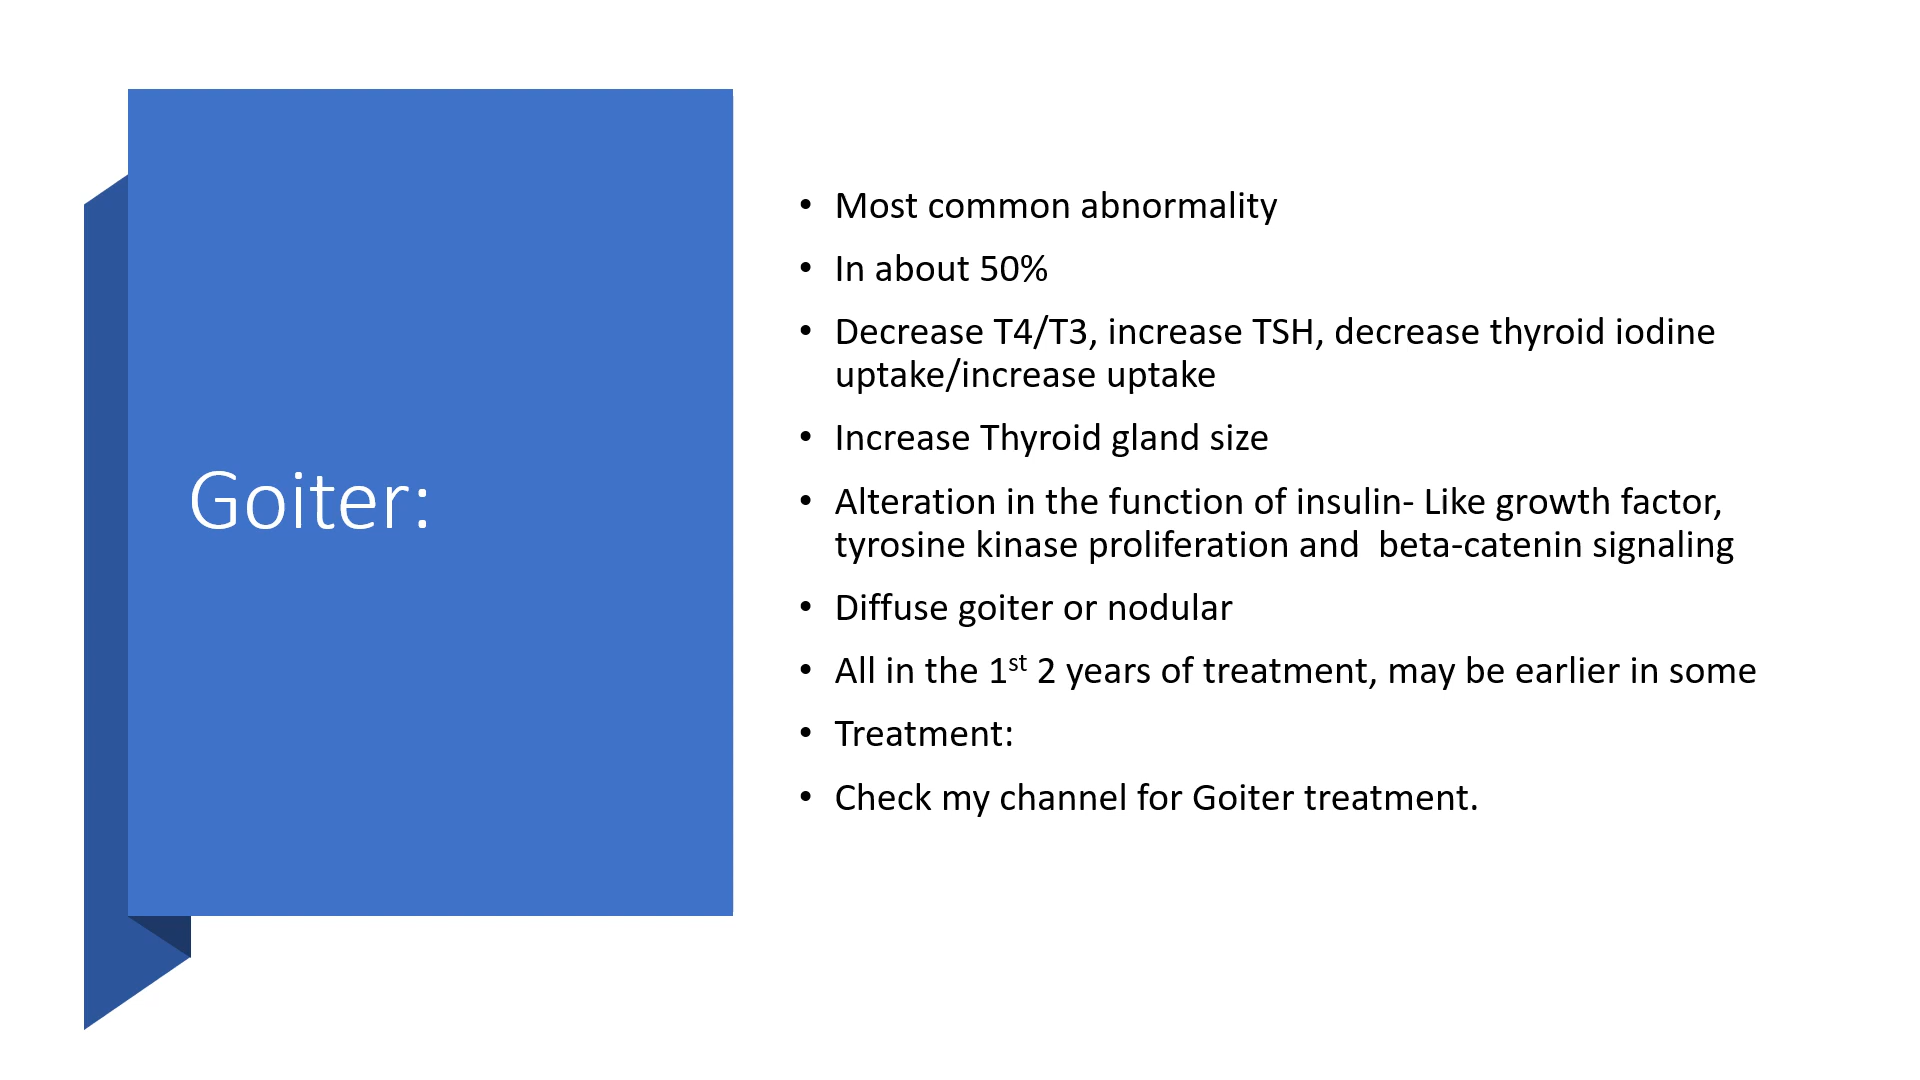 Goiter:
• Most common abnormality
• In about 50%
• Decrease T4/T3, increase TSH, decrease thyroid iodine
uptake/increase uptake
• Increase Thyroid gland size
• Alteration in the function of insulin- Like growth factor,
tyrosine kinase proliferation and  beta-catenin signaling
• Diffuse goiter or nodular
• All in the 1st 2 years of treatment, may be earlier in some
• Treatment:
• Check my channel for Goiter treatment.